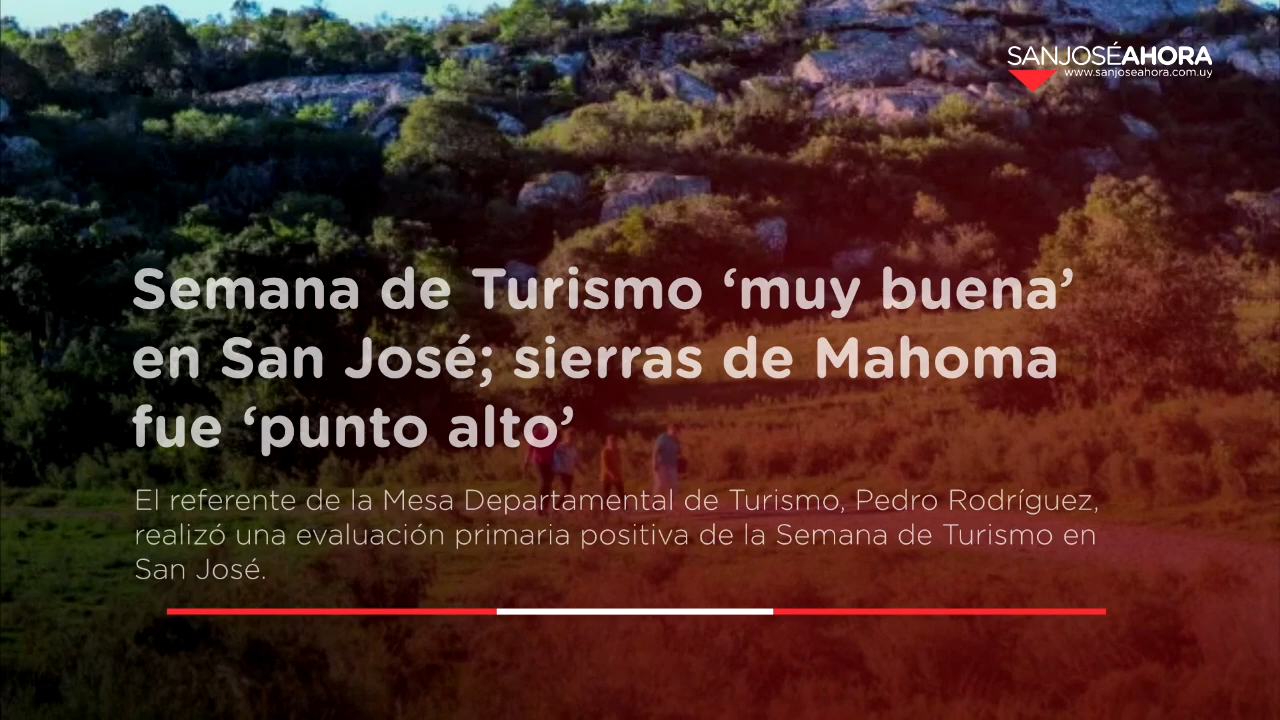 SANJOSÉAHORA
www.sanjoseahora.com.uy
Semana de Turismo ‘muy buena’
en San José; sierras de Mahoma
fue ‘punto alto’
El referente de la Mesa Departamental de Turismo, Pedro Rodríguez,
realizó una evaluación primaria positiva de la Semana de Turismo en
San José.